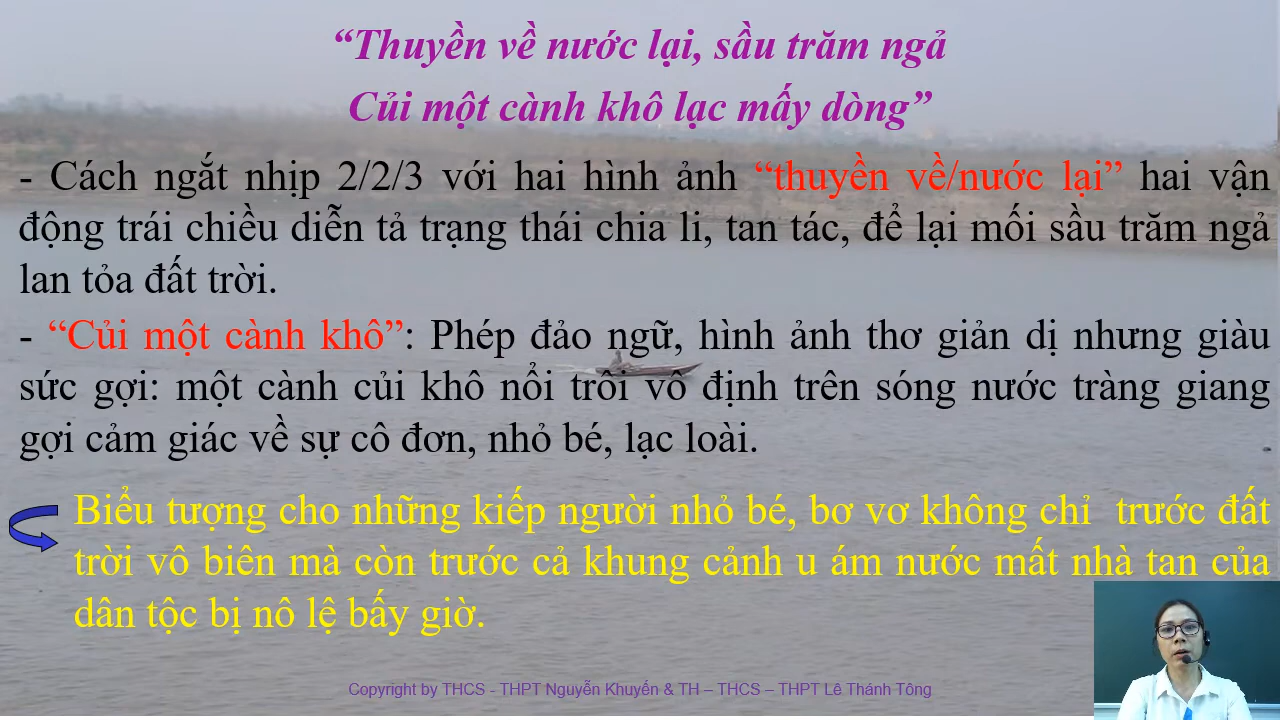 “Thuyền về nước lại, sầu trăm ngả
Củi một cành khô lạc mấy dòng”
- Cách ngắt nhịp 2/2/3 với hai hình ảnh “thuyền về/nước lại” hai vận
động trái chiều diễn tả trạng thái chia li, tan tác, để lại mối sầu trăm ngả
lan tỏa đất trời.
- “Củi một cành khô”: Phép đảo ngữ, hình ảnh thơ giản dị nhưng giàu
sức gợi: một cành củi khô nổi trôi vô định trên sóng nước tràng giang
gợi cảm giác về sự cô đơn, nhỏ bé, lạc loài.
Biểu tượng cho những kiếp người nhỏ bé, bơ vơ không chỉ trước đất
trời vô biên mà còn trước cả khung cảnh u ám nước mất nhà tan của
dân tộc bị nô lệ bấy giờ.
Copyright by THCS - THPT Nguyễn Khuyến & TH – THCS – THPT Lê Thánh Tông